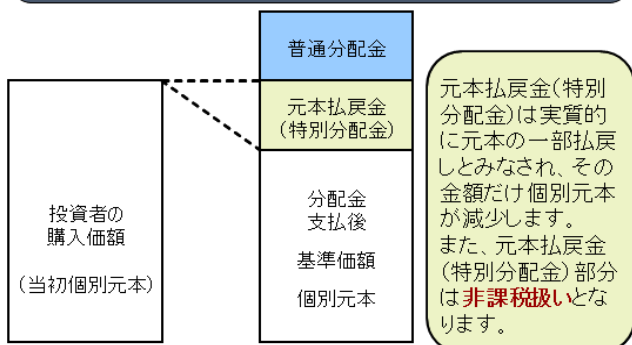 普通分配金
元本払戻金
(特別分配金)
投資者の
購入価額
(当初個別元本)
分配金
支払後
基準価額
個別元本
元本払戻金(特別
分配金)は実質的
に元本の一部払戻
しとみなされ、その
金額だけ個別元本
が減少します。
また、元本払戻金
(特別分配金)部分
は非課税扱いとな
ります。